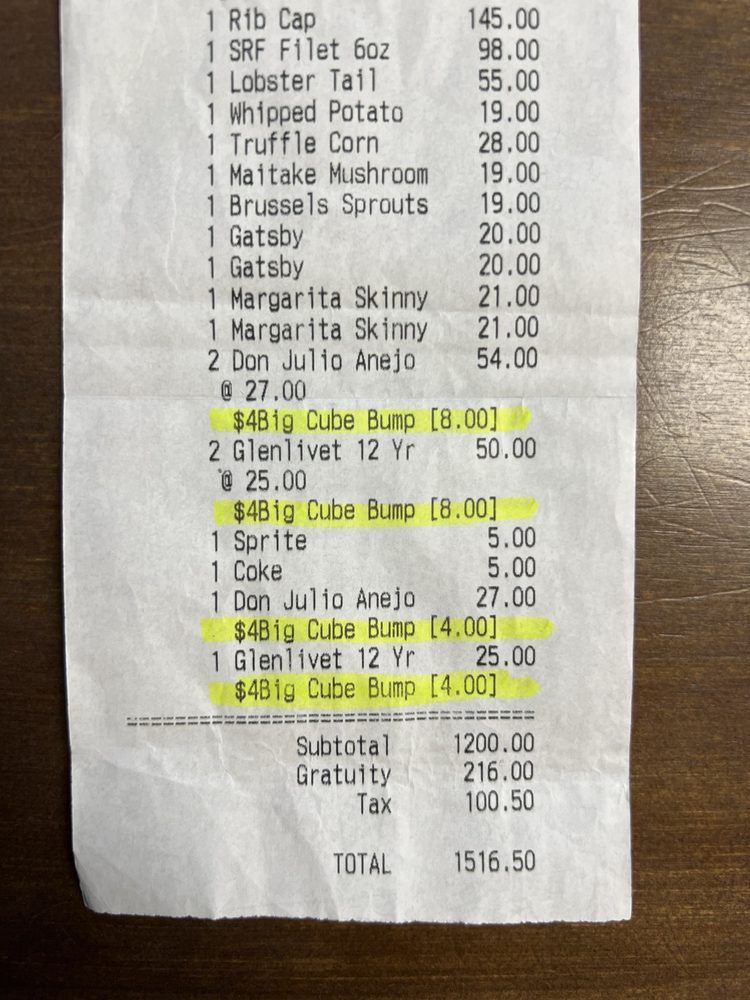 1 Rib Cap 145.00
1 SRF Filet 6oz 98.00
1 Lobster Tail 55.00
1 Whipped Potato 19.00
1 Truffle Corn 28.00
1 Maitake Mushroom 19.00
1 Brussels Sprouts 19.00
1 Gatsby 20.00
1 Gatsby 20.00
1 Margarita Skinny 21.00
1 Margarita Skinny 21.00
2 Don Julio Anejo 54.00
@ 27.00
$4Big Cube Bump [8.00]
2 Glenlivet 12 Yr 50.00
@ 25.00
$4Big Cube Bump [8.00]
1 Sprite 5.00
1 Coke 5.00
1 Don Julio Anejo 27.00
$4Big Cube Bump [4.00]
1 Glenlivet 12 Yr 25.00
$4Big Cube Bump [4.00]
Subtotal 1200.00
Gratuity 216.00
Tax 100.50
TOTAL 1516.50